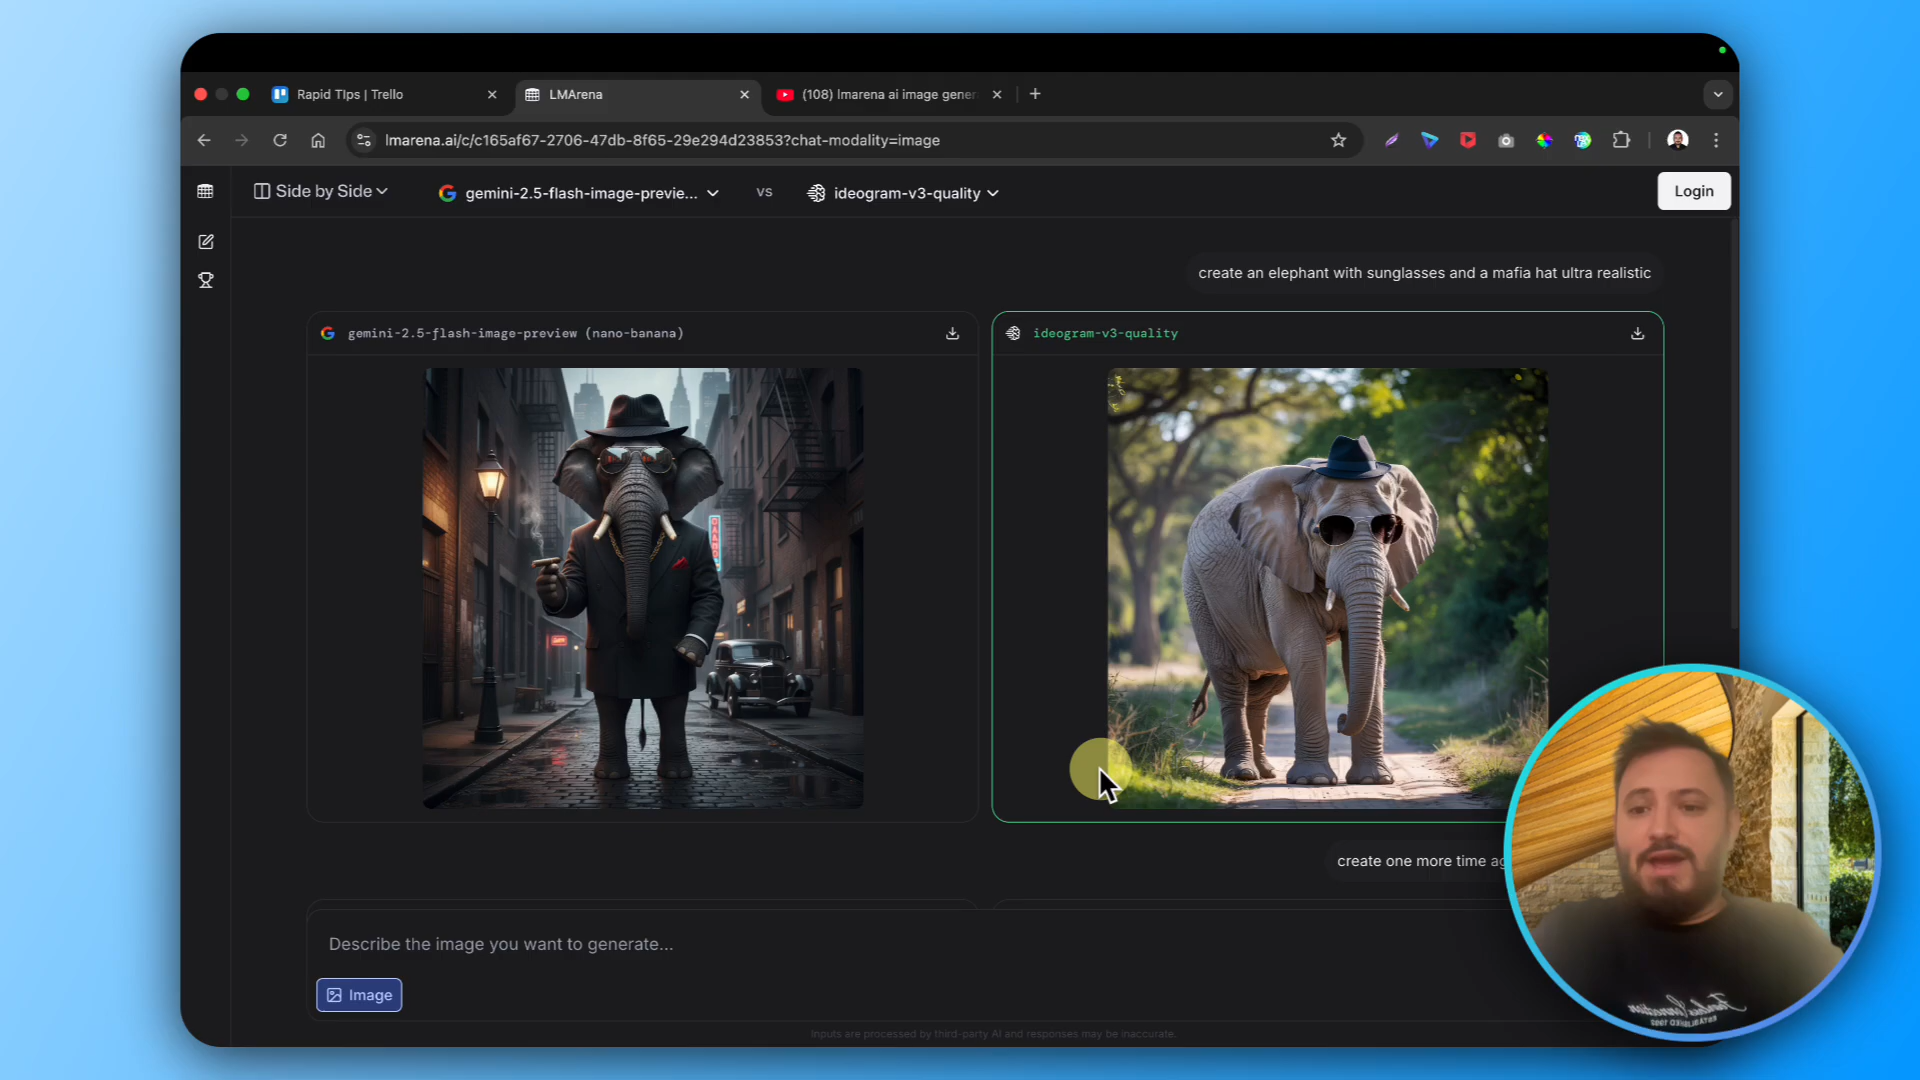 Rapid TIps | Trello
LMArena
(108) lmarena ai image gener
lmarena.ai/c/c165af67-2706-47db-8f65-29e294d23853?chat-modality=image
Side by Side
gemini-2.5-flash-image-previe...
vs
ideogram-v3-quality
Login
create an elephant with sunglasses and a mafia hat ultra realistic
gemini-2.5-flash-image-preview (nano-banana)
ideogram-v3-quality
create one more time ag
Describe the image you want to generate...
Image
Inputs are processed by third-party AI and responses may be inaccurate.
ESTABLISHED 1992